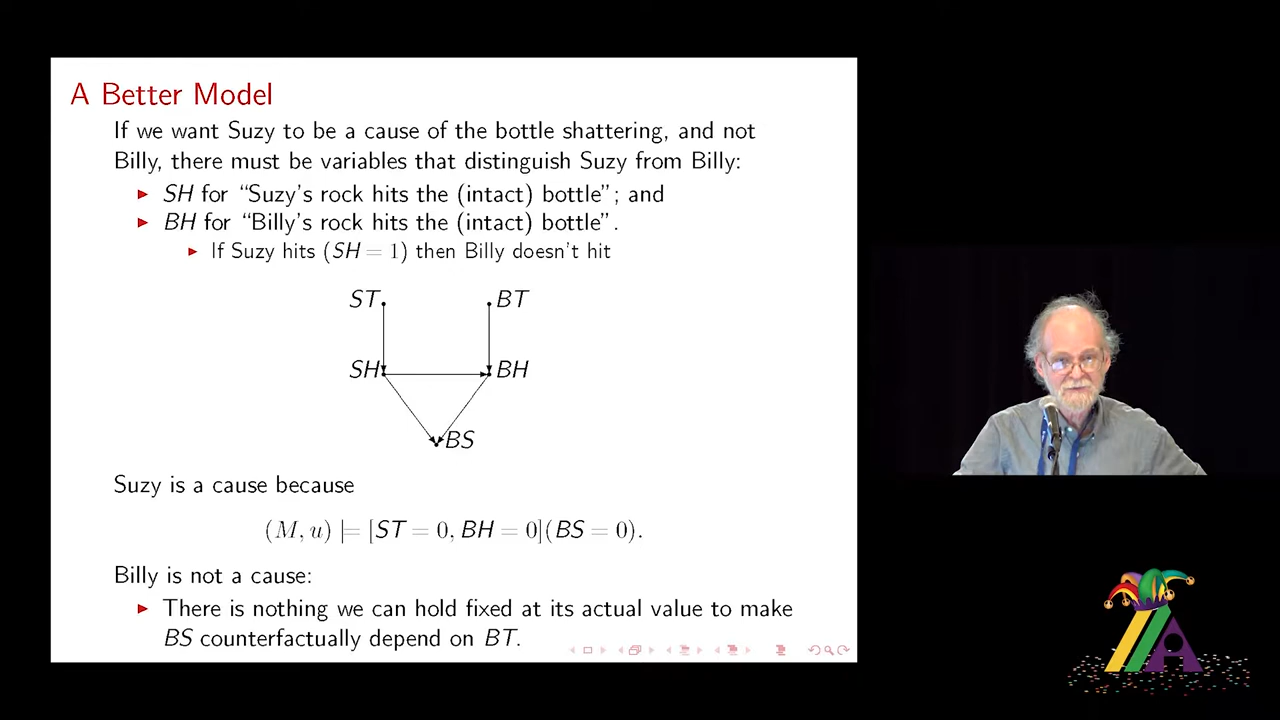 A Better Model
If we want Suzy to be a cause of the bottle shattering, and not
Billy, there must be variables that distinguish Suzy from Billy:
▶ SH for “Suzy’s rock hits the (intact) bottle”; and
▶ BH for “Billy’s rock hits the (intact) bottle”.
▶ If Suzy hits (SH = 1) then Billy doesn’t hit
ST BT
SH BH
BS
Suzy is a cause because
(M, u) |= [ST = 0, BH = 0](BS = 0).
Billy is not a cause:
▶ There is nothing we can hold fixed at its actual value to make
BS counterfactually depend on BT.